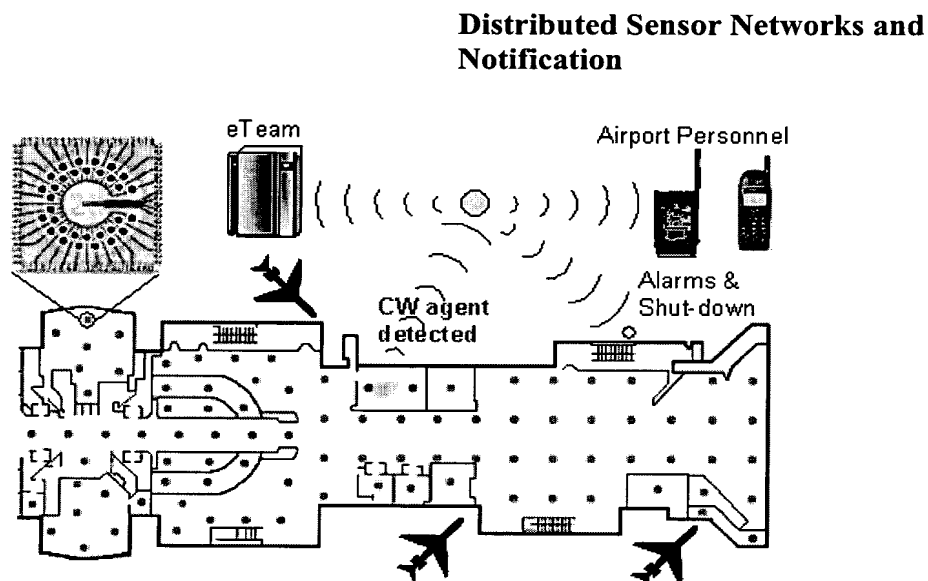 Distributed Sensor Networks and
Notification
eTeam
Airport Personnel
Alarms &
Shut-down
CW agent
detected